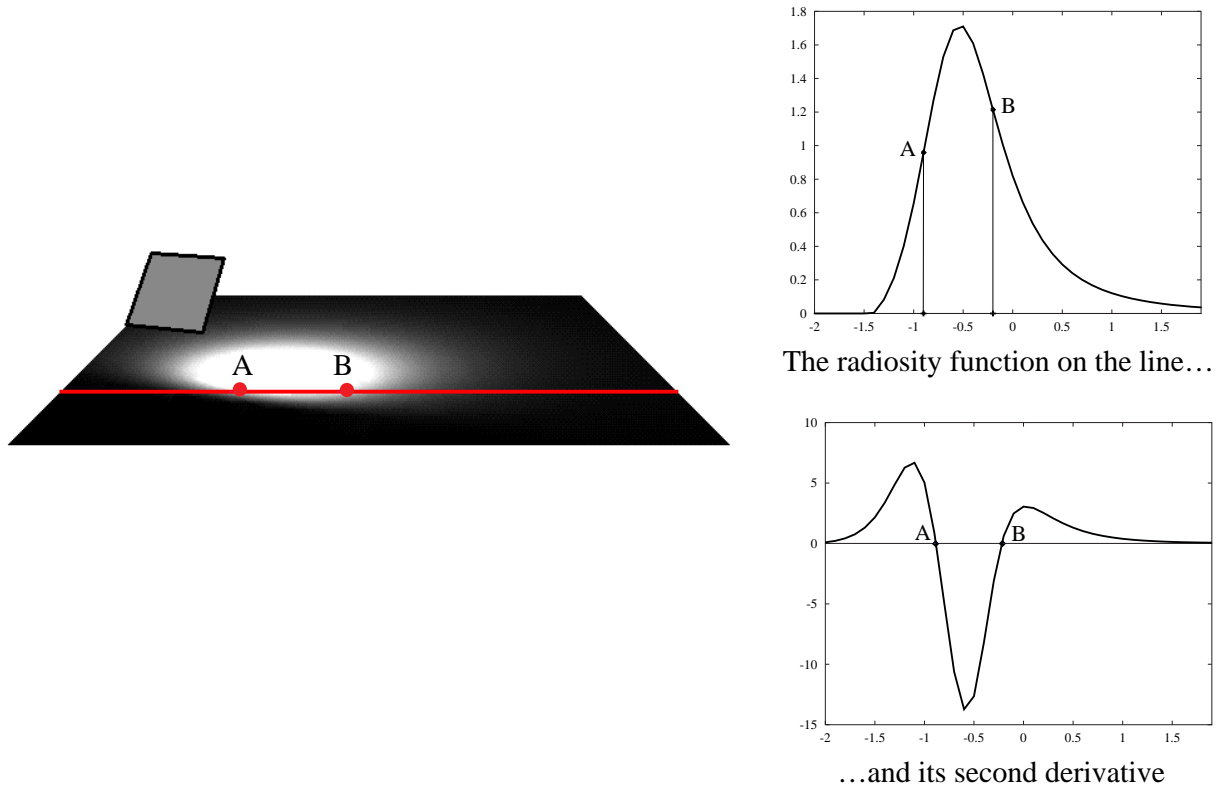 1.8
1.6
1.4
1.2
1
0.8
0.6
0.4
0.2
0
A
B
-2 -1.5 -1 -0.5 0 0.5 1 1.5
The radiosity function on the line…
A B
10
5
0
-5
-10
-15
A B
-2 -1.5 -1 -0.5 0 0.5 1 1.5
…and its second derivative